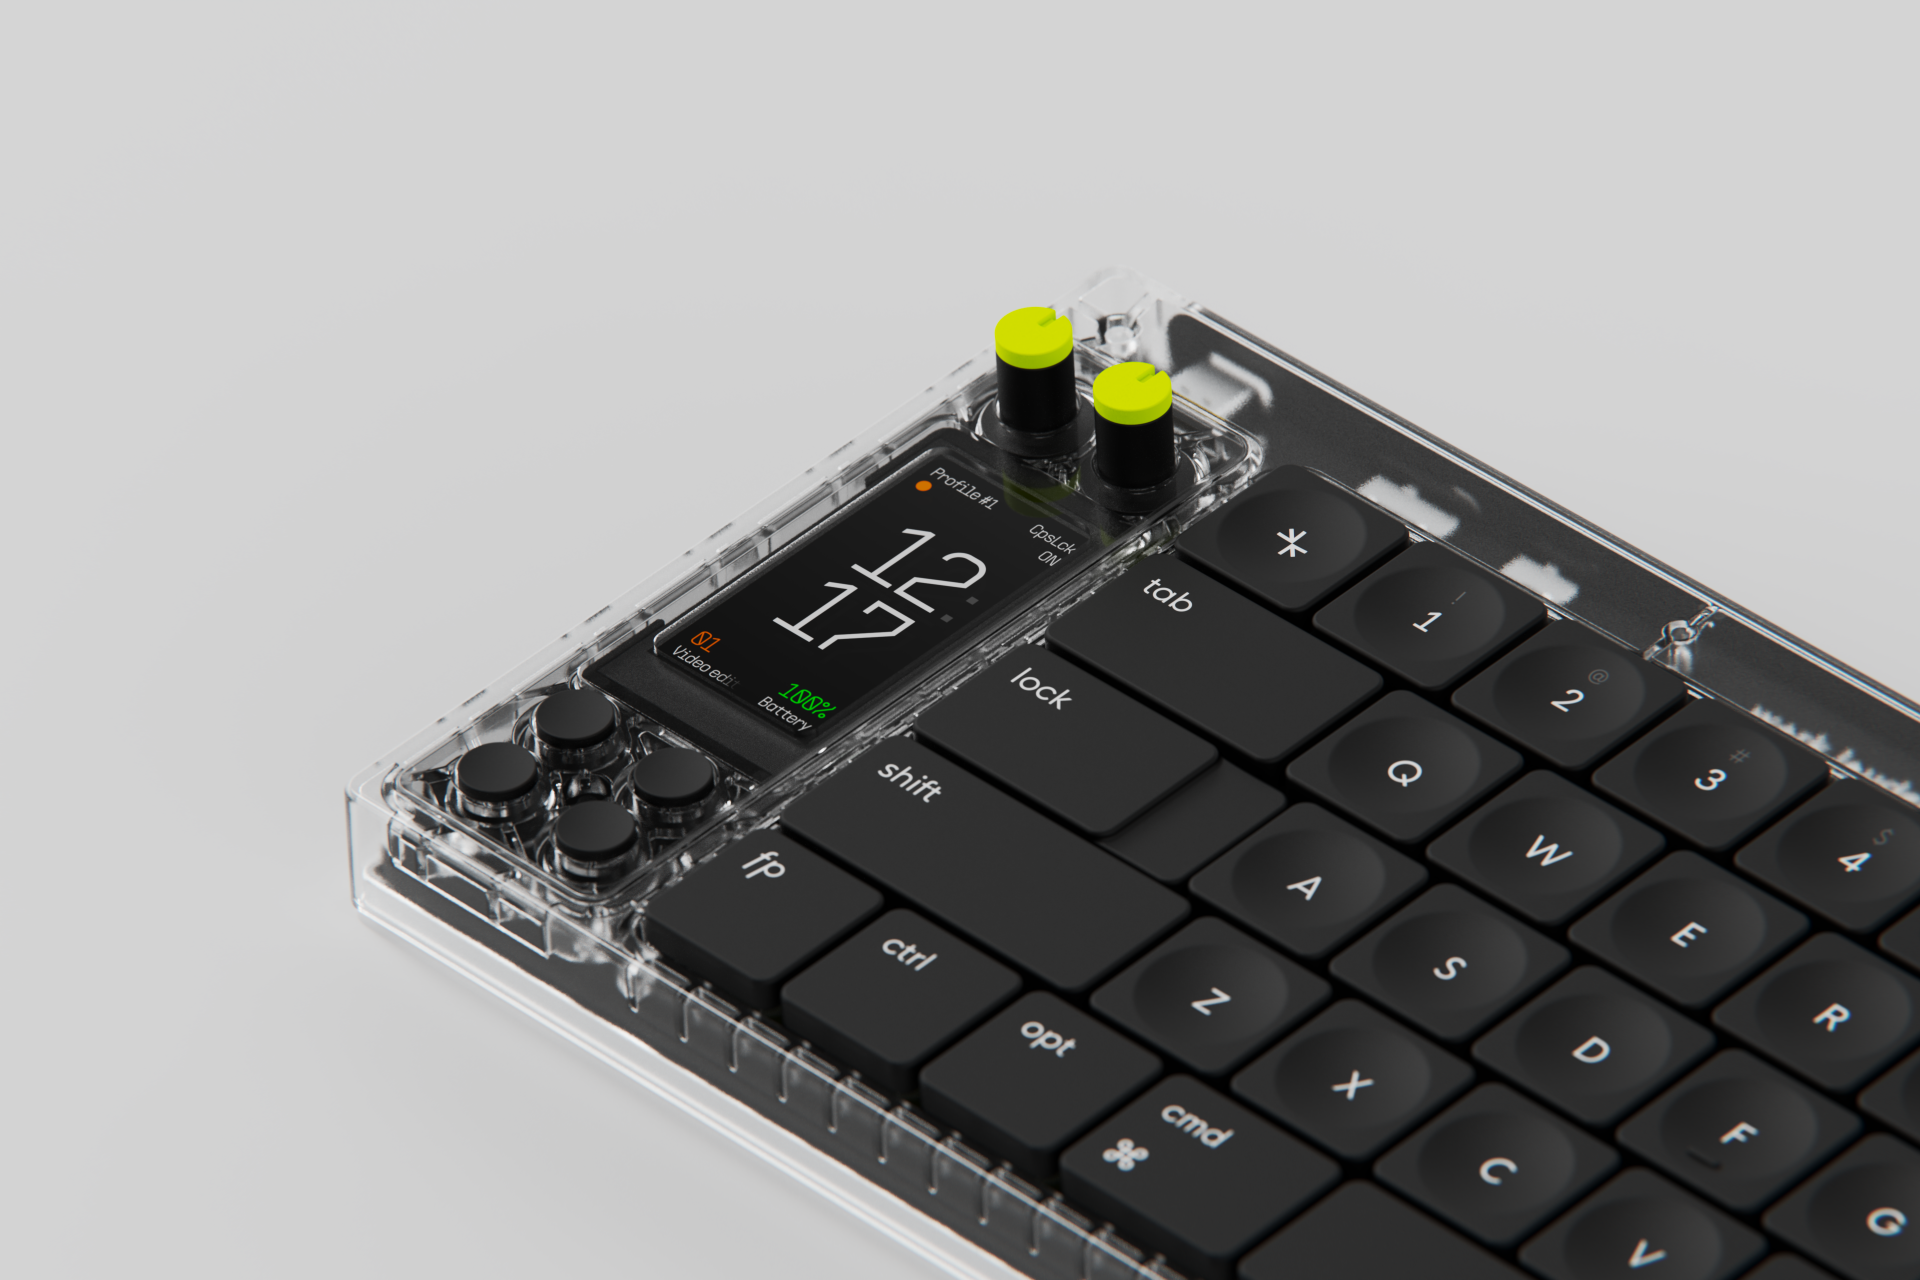 Profile #1
CpsLck
ON
12
17
01
Video edit
100%
Battery
*
! 1
@ 2
# 3
$ 4
tab
Q
W
E
R
lock
A
S
D
F
G
shift
Z
X
C
V
fp
ctrl
opt
cmd
⌘